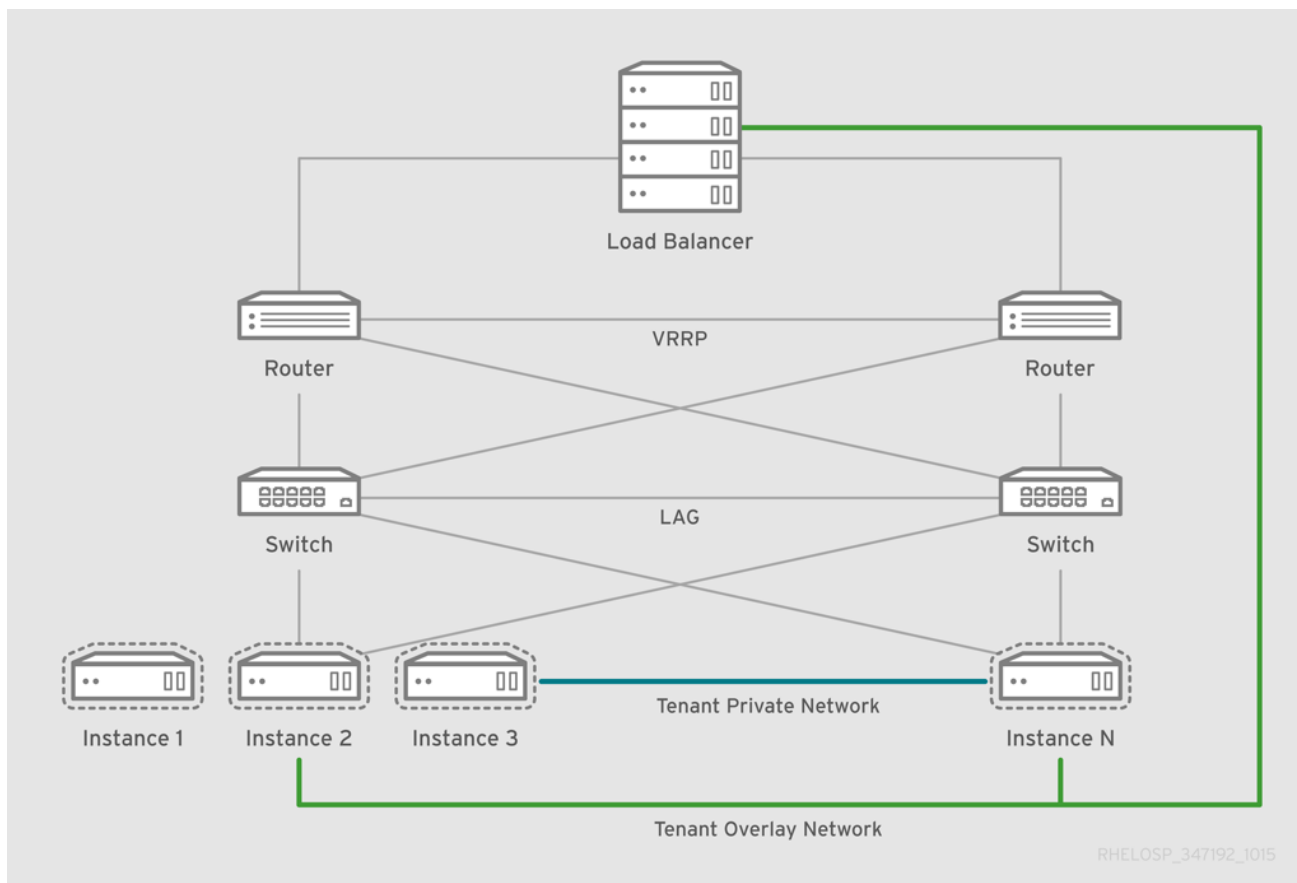 Load Balancer
VRRP
Router
Router
LAG
Switch
Switch
Tenant Private Network
Instance 1
Instance 2
Instance 3
Instance N
Tenant Overlay Network
RHELOSP_347192_1015